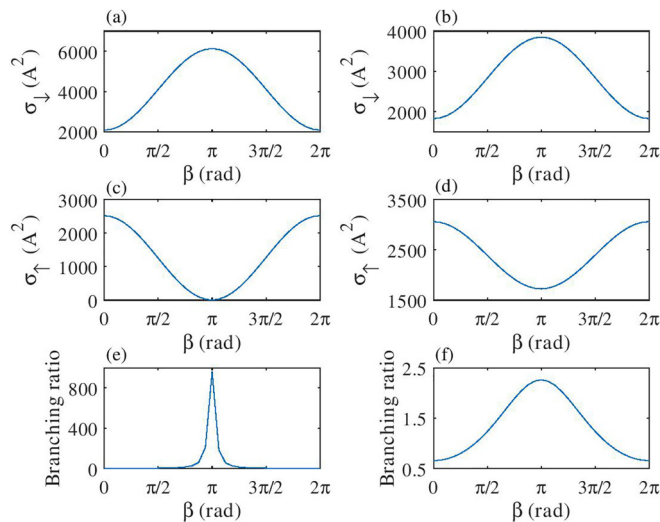 (a)
σ↓ (A²)
6000
4000
2000
0 π/2 π 3π/2 2π
β (rad)
(b)
σ↓ (A²)
4000
3000
2000
0 π/2 π 3π/2 2π
β (rad)
(c)
σ↑ (A²)
3000
2000
1000
0
0 π/2 π 3π/2 2π
β (rad)
(d)
σ↑ (A²)
3500
2500
1500
0 π/2 π 3π/2 2π
β (rad)
(e)
Branching ratio
800
400
0
0 π/2 π 3π/2 2π
β (rad)
(f)
Branching ratio
2.5
1.5
0.5
0 π/2 π 3π/2 2π
β (rad)